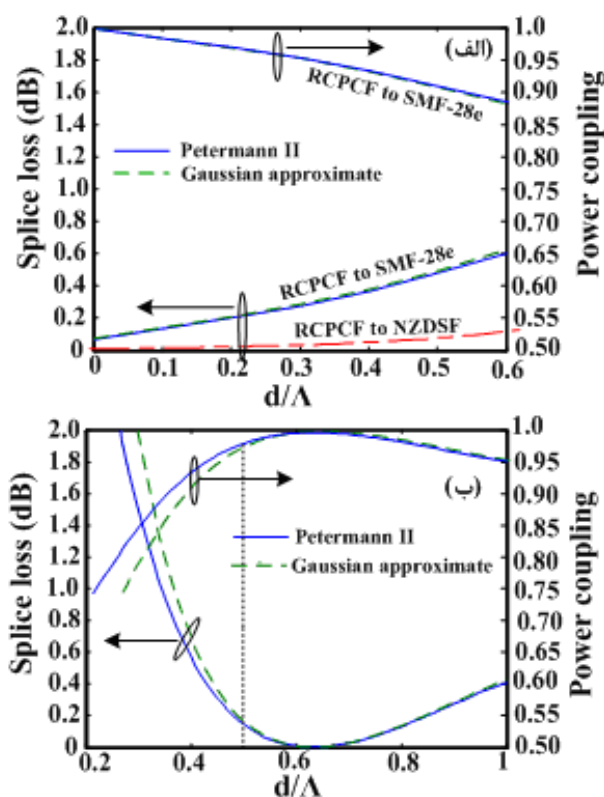 2.0
1.8
1.6
1.4
1.2
1.0
0.8
0.6
0.4
0.2
0
Splice loss (dB)
1.0
0.95
0.90
0.85
0.80
0.75
0.70
0.65
0.60
0.55
0.50
Power coupling
(الف)
RCPCF to SMF-28e
Petermann II
Gaussian approximate
RCPCF to SMF-28e
RCPCF to NZDSF
0 0.1 0.2 0.3 0.4 0.5 0.6
d/Λ
2.0
1.8
1.6
1.4
1.2
1.0
0.8
0.6
0.4
0.2
0
Splice loss (dB)
1.0
0.95
0.90
0.85
0.80
0.75
0.70
0.65
0.60
0.55
0.50
Power coupling
(ب)
Petermann II
Gaussian approximate
0.2 0.4 0.6 0.8 1
d/Λ